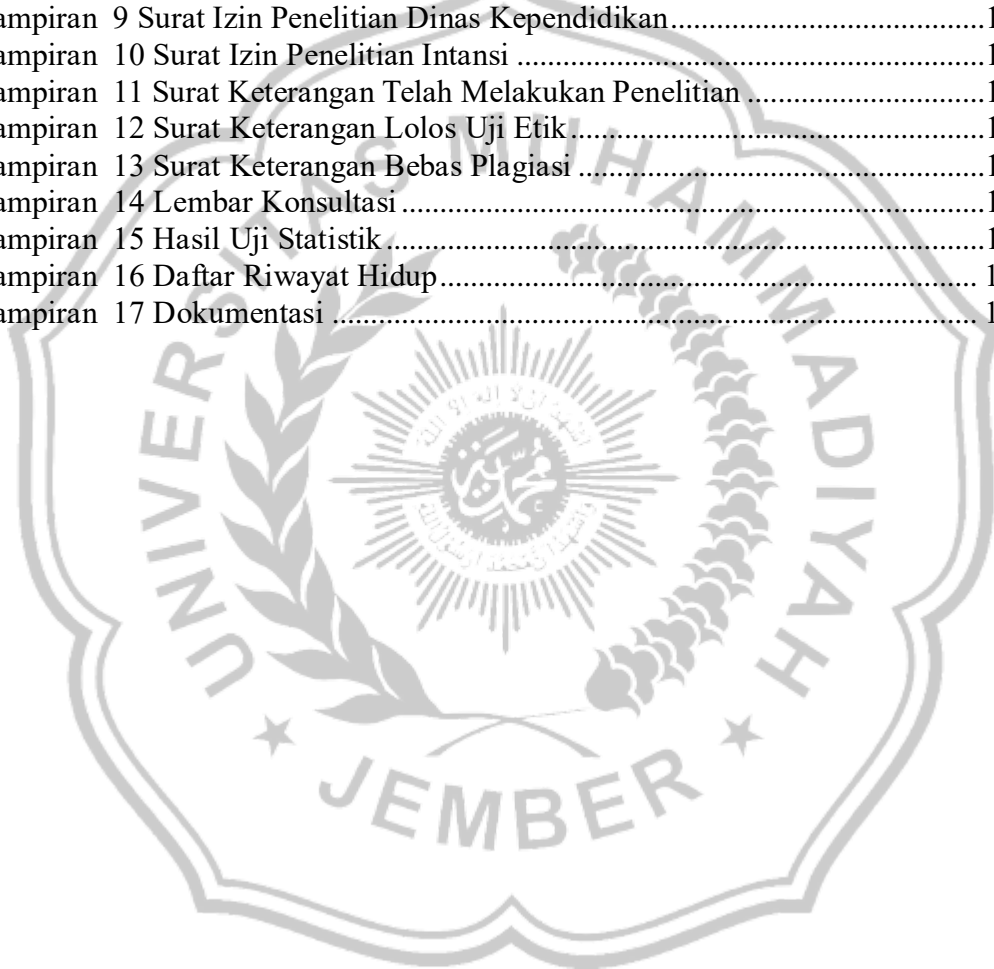 ampiran 9 Surat Izin Penelitian Dinas Kependidikan........................................1
ampiran 10 Surat Izin Penelitian Intansi ...........................................................1
ampiran 11 Surat Keterangan Telah Melakukan Penelitian ..............................1
ampiran 12 Surat Keterangan Lolos Uji Etik.....................................................1
ampiran 13 Surat Keterangan Bebas Plagiasi ....................................................1
ampiran 14 Lembar Konsultasi ..........................................................................1
ampiran 15 Hasil Uji Statistik............................................................................1
ampiran 16 Daftar Riwayat Hidup..................................................................... 1
ampiran 17 Dokumentasi ................................................................................... 1
UNIVERSITAS MUHAMMADIYAH
JEMBER